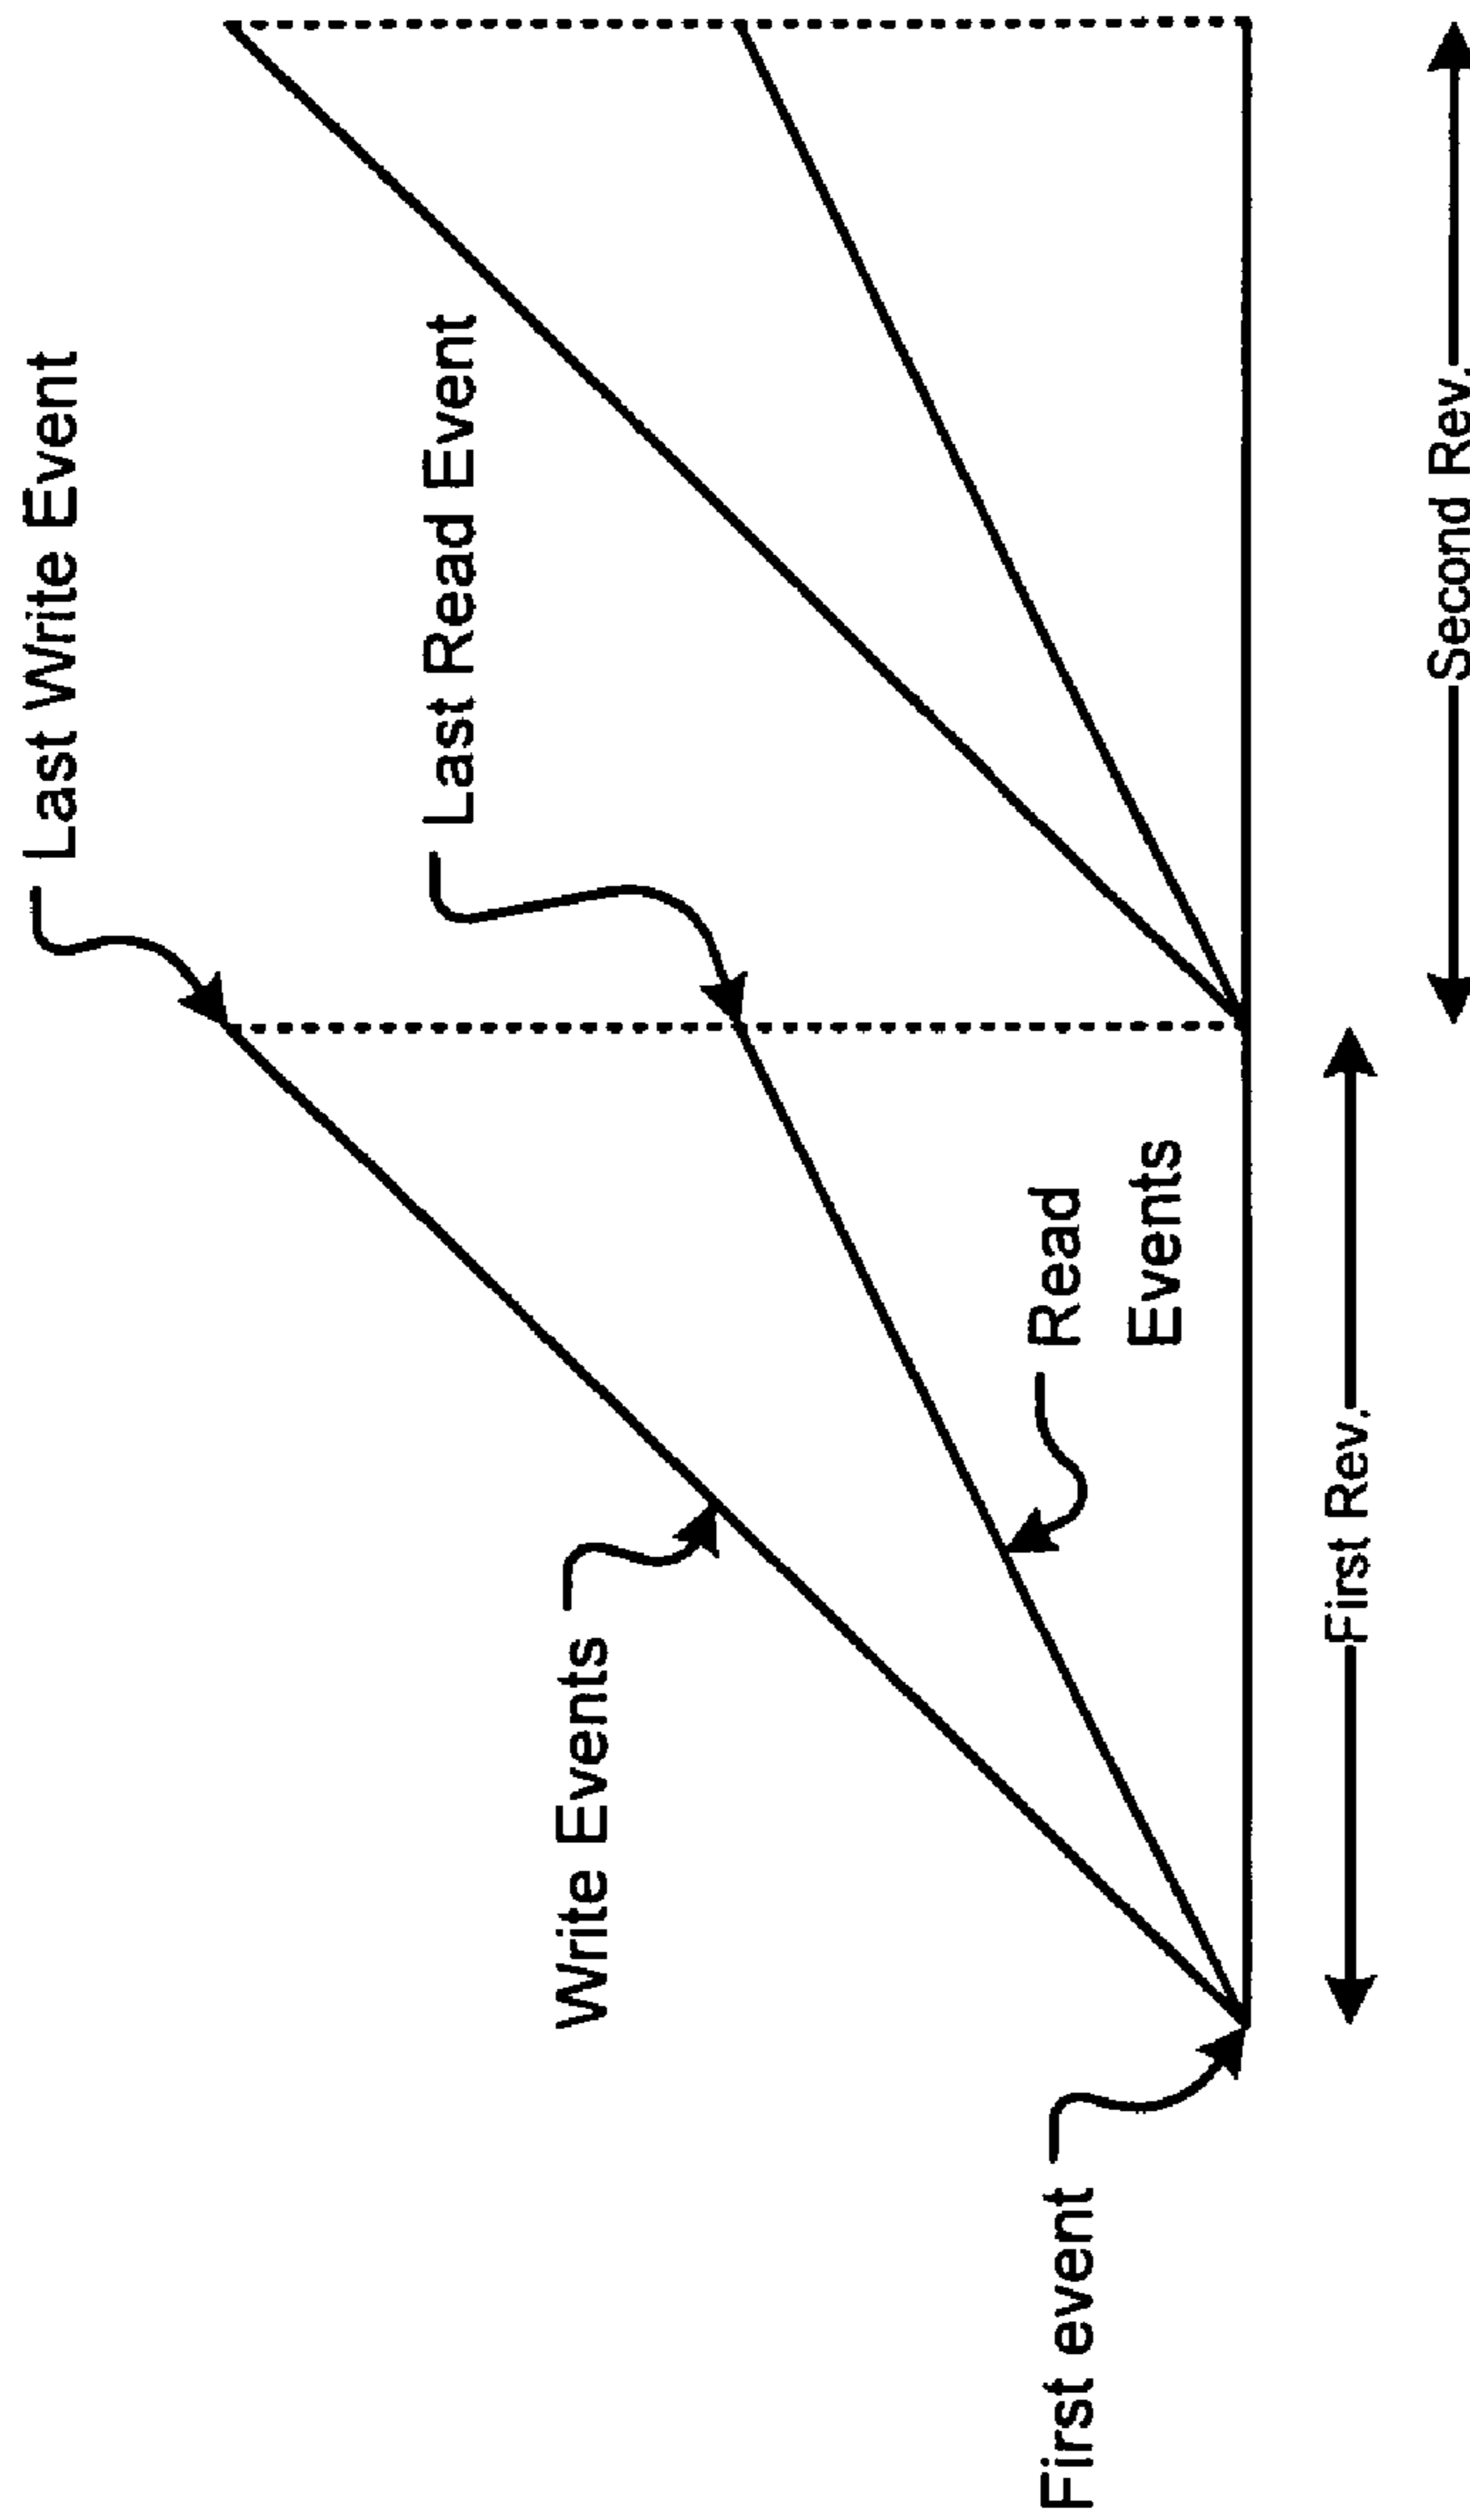 Last Write Event
Last Read Event
Write Events
Read
Events
First event
First Rev.
Second Rev.